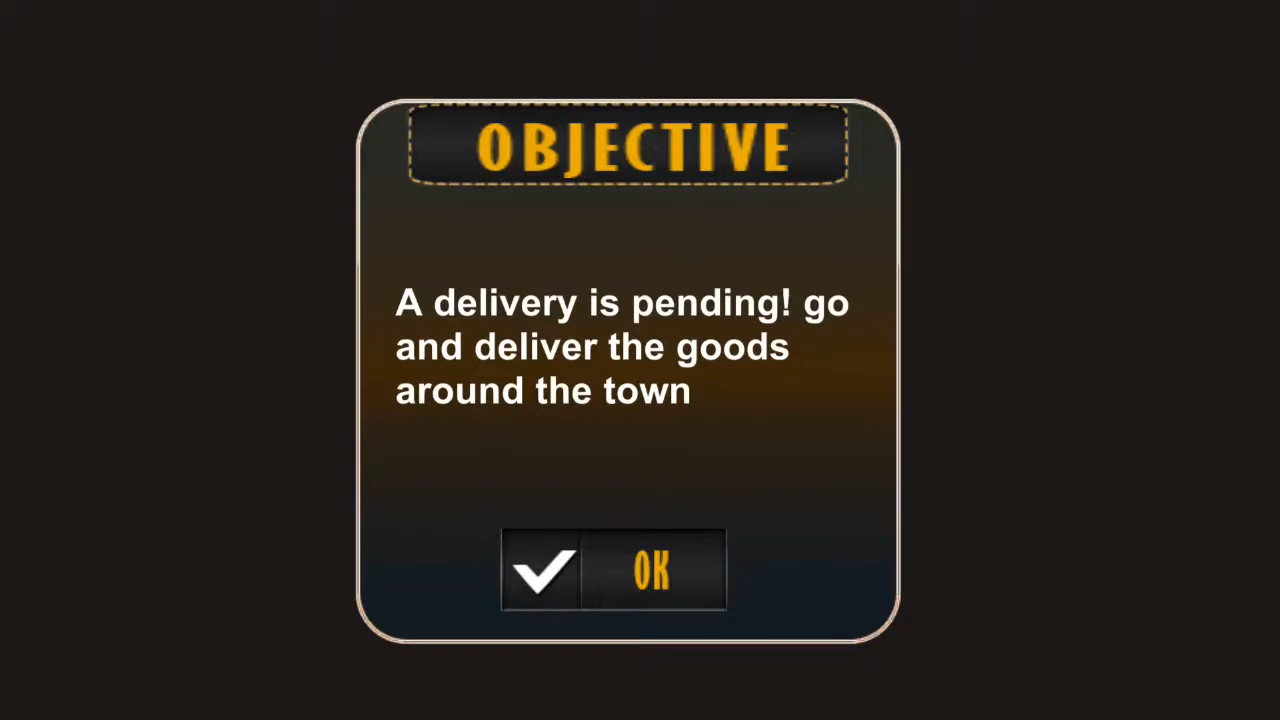 OBJECTIVE
A delivery is pending! go
and deliver the goods
around the town
OK